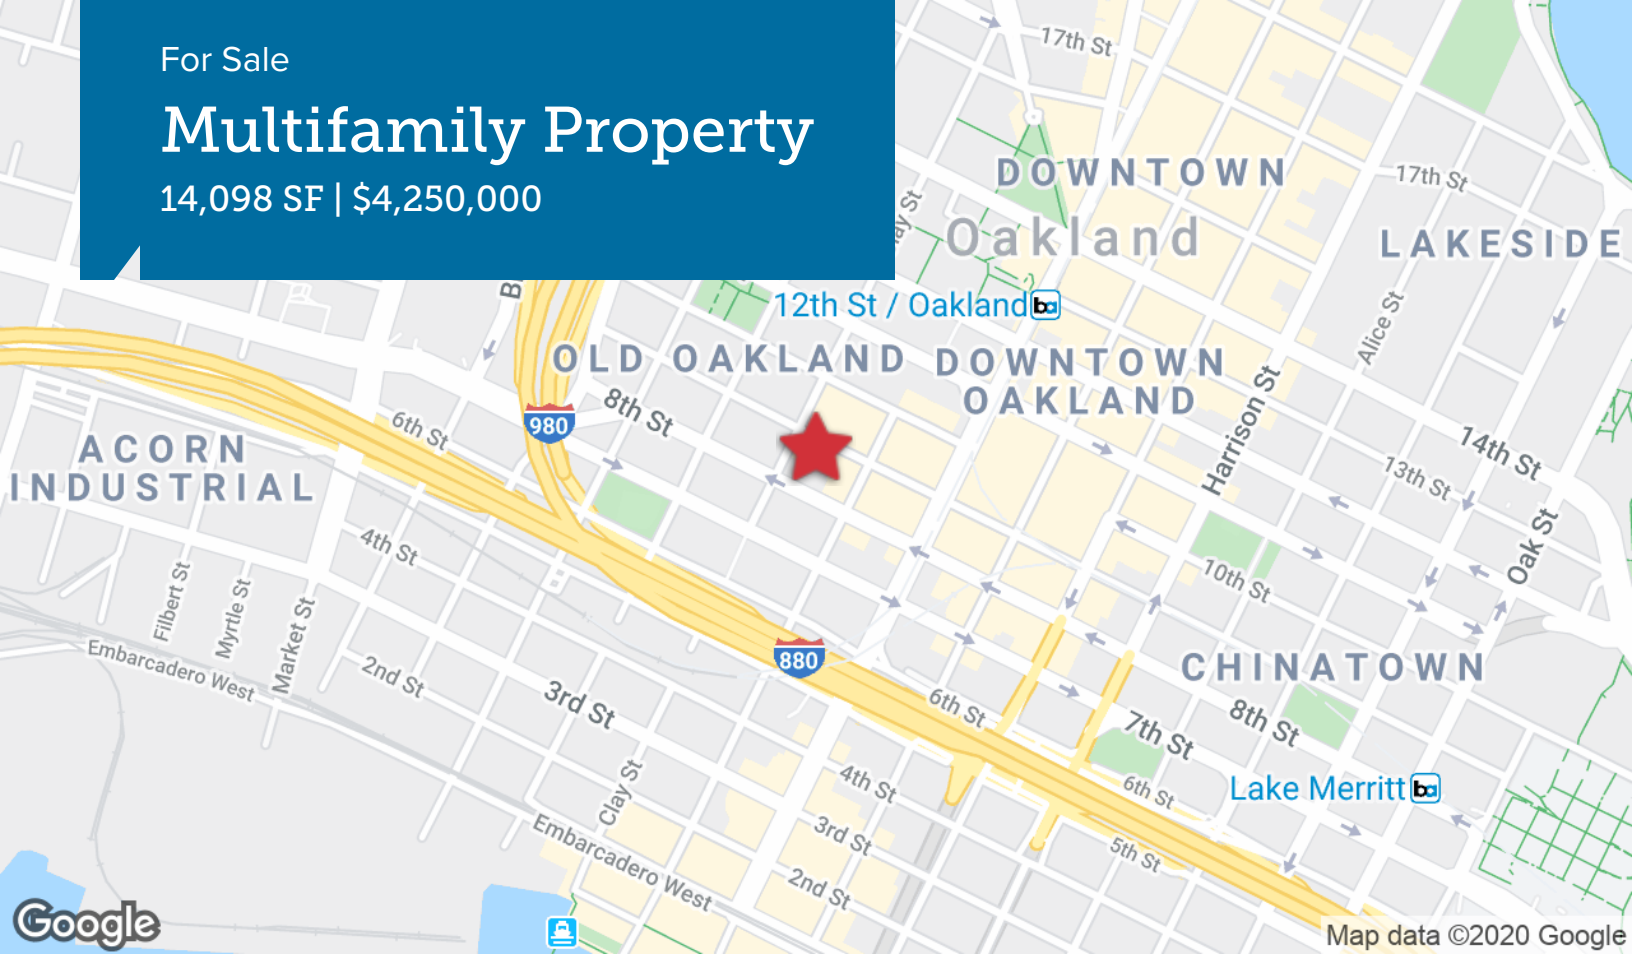 For Sale
Multifamily Property
14,098 SF | $4,250,000
17th St
DOWNTOWN
Oakland
17th St
LAKESIDE
12th St / Oakland
ba
Alice St
OLD OAKLAND
DOWNTOWN
OAKLAND
Harrison St
8th St
980
6th St
14th St
13th St
ACORN
INDUSTRIAL
Oak St
4th St
10th St
Filbert St
Myrtle St
Market St
Embarcadero West
880
CHINATOWN
2nd St
3rd St
6th St
8th St
7th St
Clay St
4th St
6th St
Lake Merritt
ba
3rd St
5th St
Embarcadero West
2nd St
Google
Map data ©2020 Google